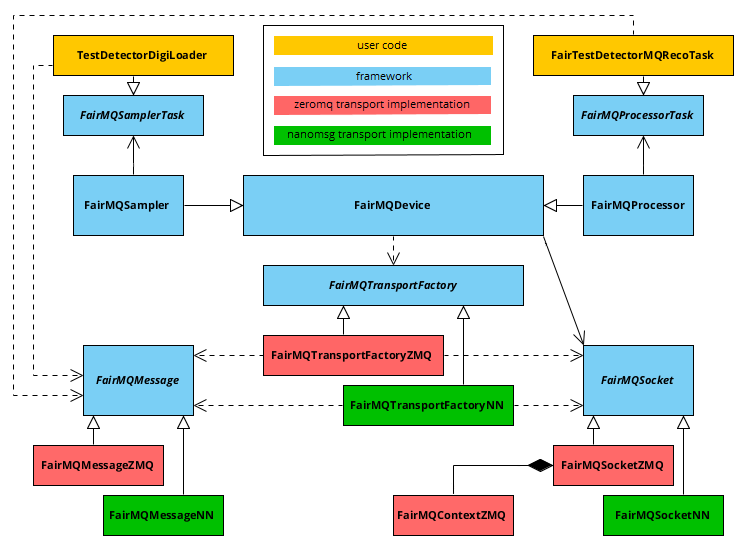 TestDetectorDigiLoader
user code
FairTestDetectorMQRecoTask
framework
zeromq transport implementation
nanomsg transport implementation
FairMQSamplerTask
FairMQProcessorTask
FairMQSampler
FairMQDevice
FairMQProcessor
FairMQTransportFactory
FairMQTransportFactoryZMQ
FairMQMessage
FairMQSocket
FairMQTransportFactoryNN
FairMQMessageZMQ
FairMQSocketZMQ
FairMQMessageNN
FairMQContextZMQ
FairMQSocketNN